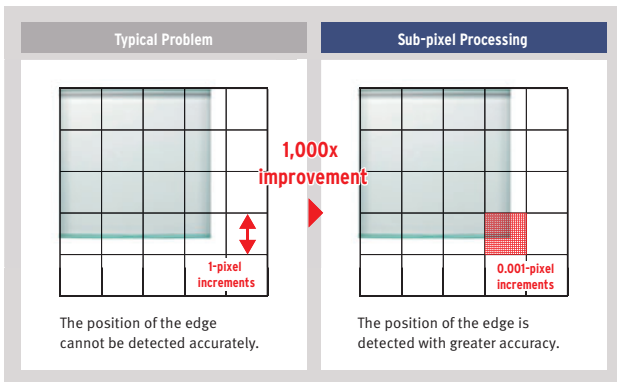 Typical Problem
Sub-pixel Processing
1,000x
improvement
1-pixel
increments
0.001-pixel
increments
The position of the edge
cannot be detected accurately.
The position of the edge is
detected with greater accuracy.